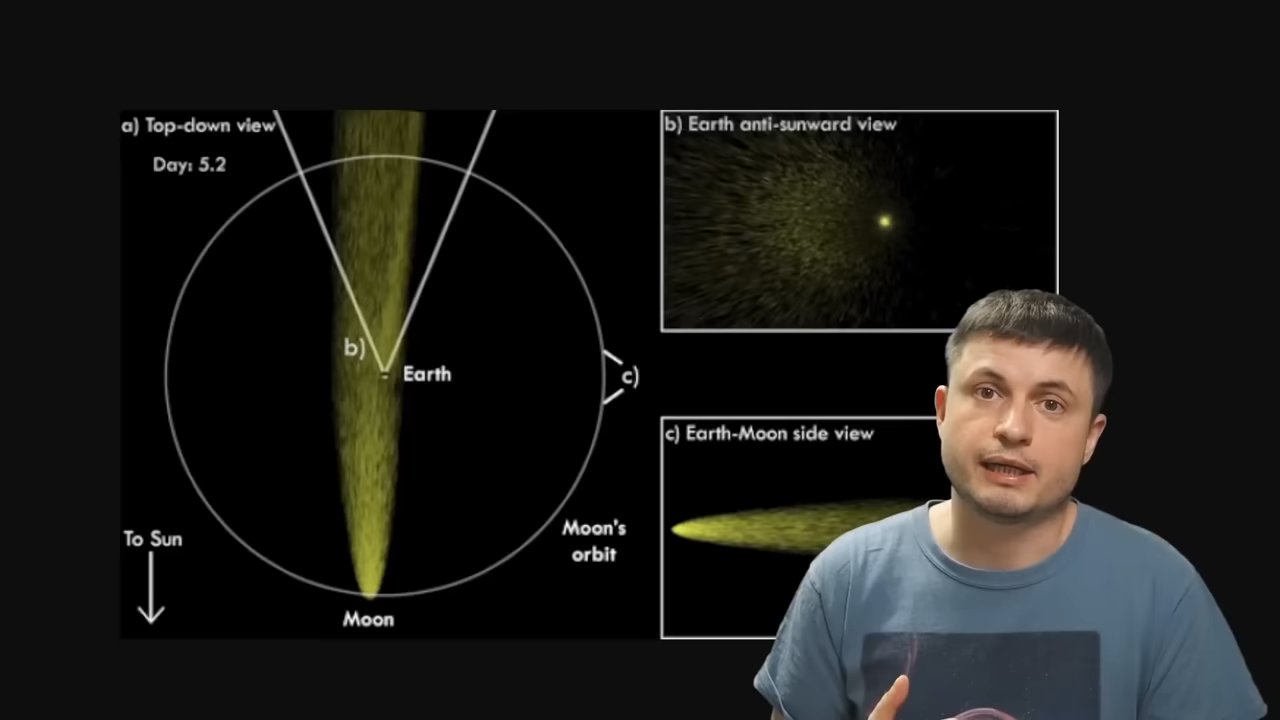 a) Top-down view
Day: 5.2
b)
Earth
c)
Moon's
orbit
To Sun
Moon
b) Earth anti-sunward view
c) Earth-Moon side view